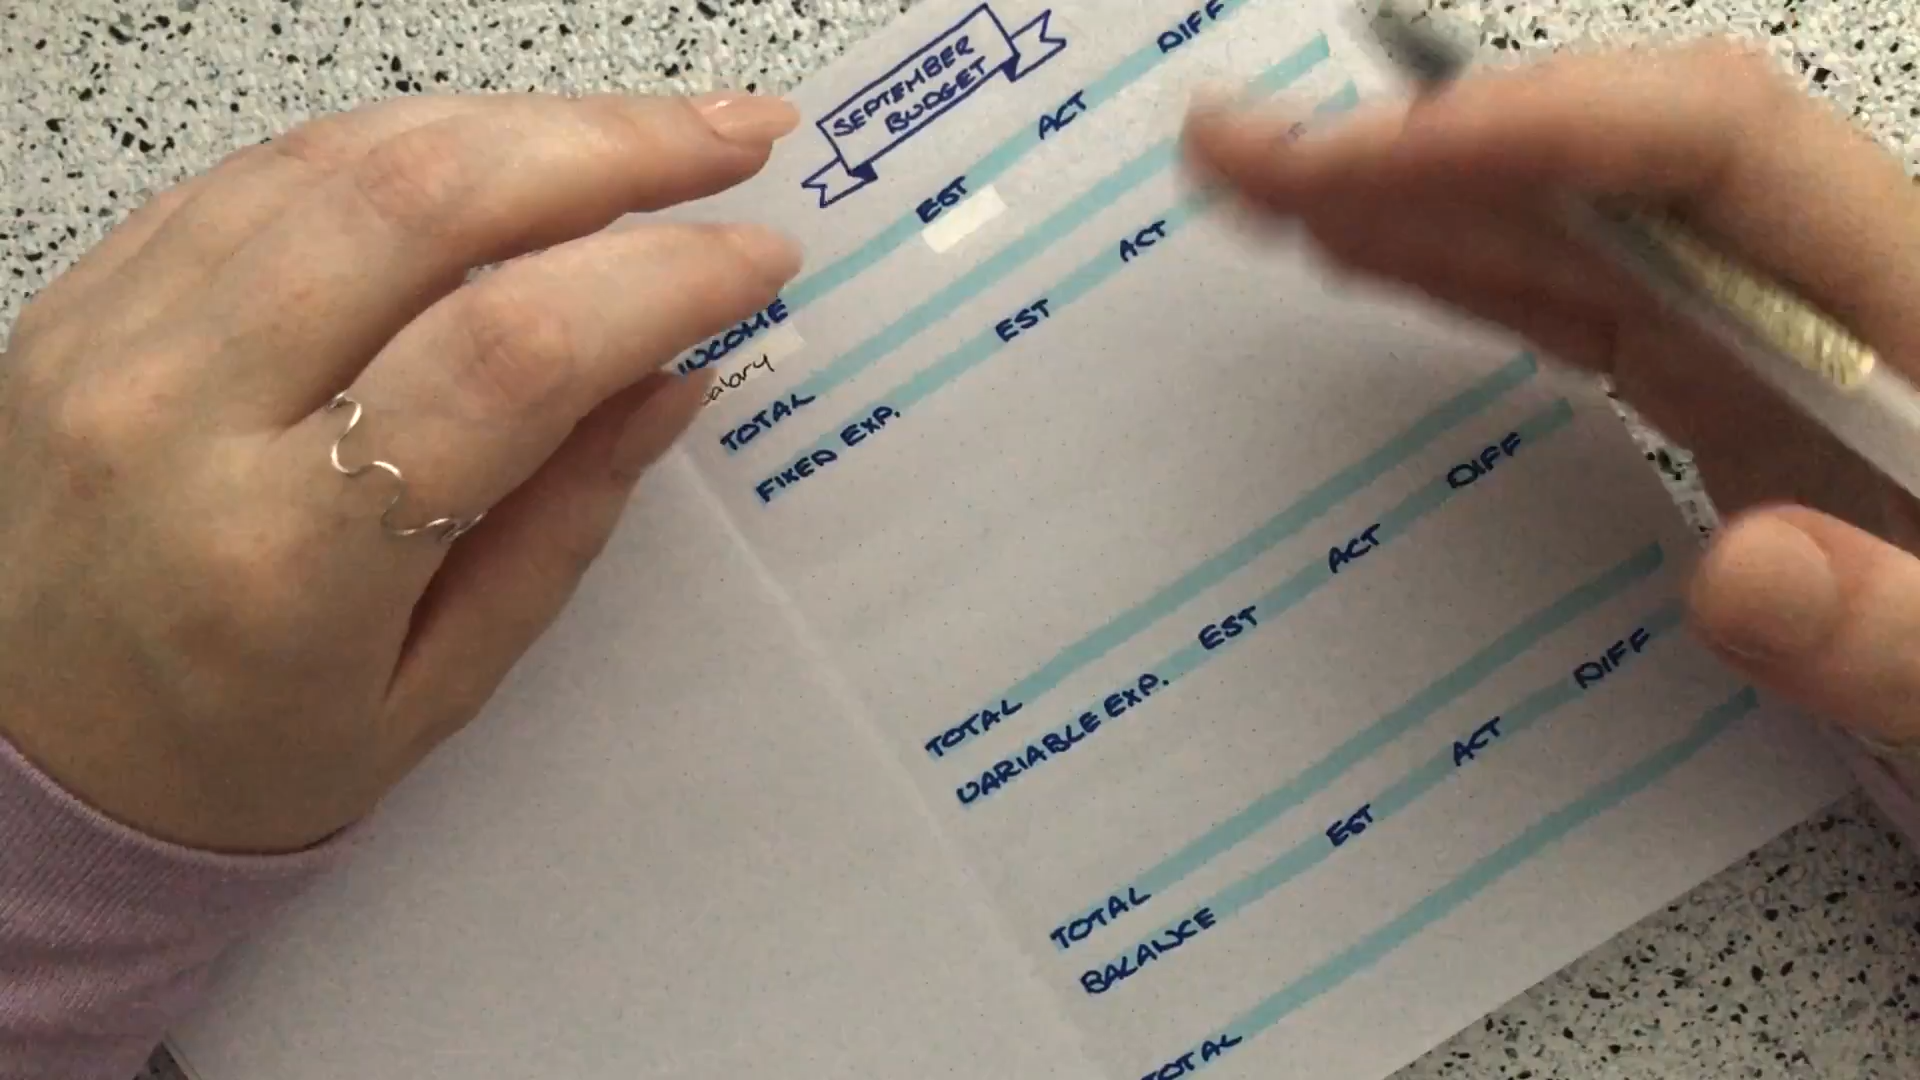 SEPTEMBER
BUDGET
INCOME EST ACT DIFF
salary
TOTAL
FIXED EXP. EST ACT
TOTAL
VARIABLE EXP. EST ACT DIFF
TOTAL
BALANCE EST ACT DIFF
TOTAL